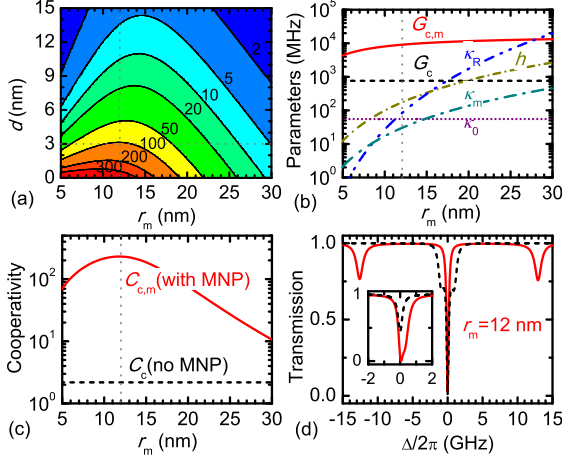 15
12
9
6
3
0
d (nm)
2
5
10
20
50
100
200
300
5 10 15 20 25 30
(a) r_m (nm)
10^5
10^4
10^3
10^2
10^1
10^0
Parameters (MHz)
G_c,m
κ_R
G_c
h
κ_m
κ_0
5 10 15 20 25 30
(b) r_m (nm)
10^2
10^1
10^0
Cooperativity
C_c,m (with MNP)
C_c (no MNP)
5 10 15 20 25 30
(c) r_m (nm)
1.0
0.5
0.0
Transmission
1
0
-2 0 2
r_m=12 nm
-15 -10 -5 0 5 10 15
(d) Δ/2π (GHz)